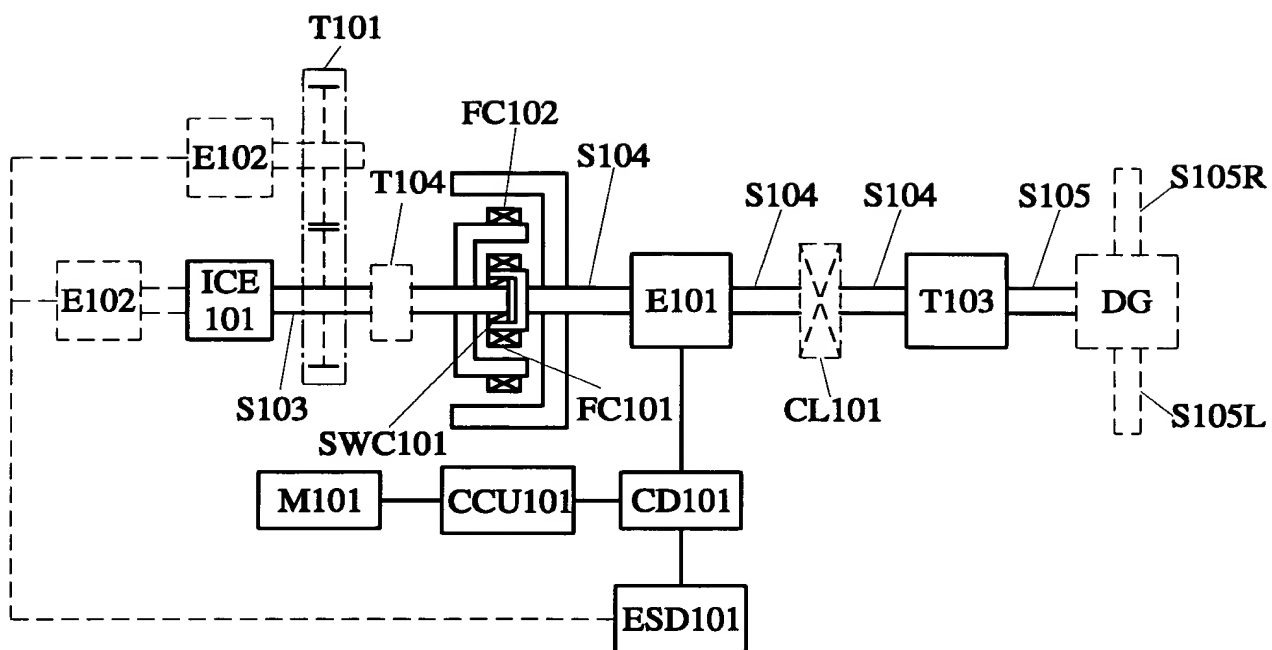 T101
FC102
E102
T104
S104
S104
S104
S105
S105R
E102
ICE
101
E101
T103
DG
S103
SWC101
FC101
CL101
S105L
M101
CCU101
CD101
ESD101